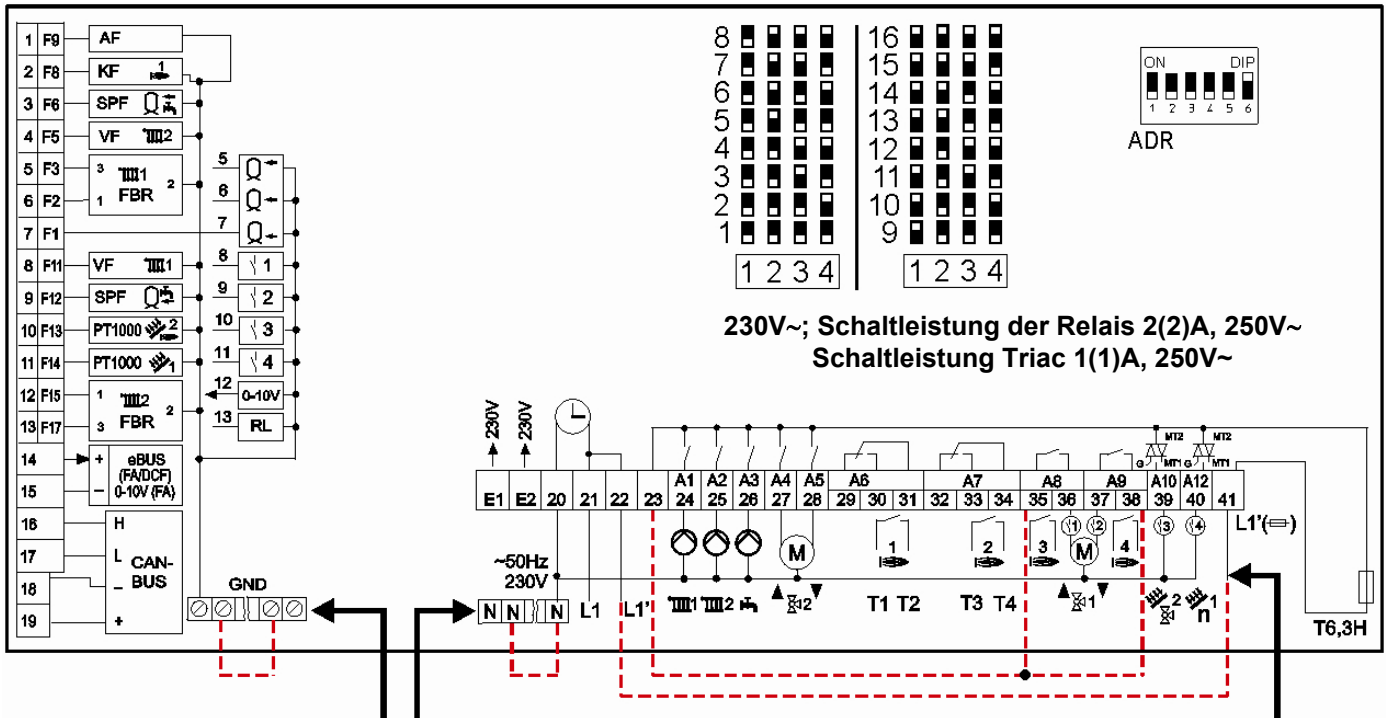 1 F9 AF
2 F8 KF 1
3 F6 SPF
4 F5 VF 2
5 F3 3 1 2
6 F2 1 FBR
7 F1
8 F11 VF 1
9 F12 SPF
10 F13 PT1000 2
11 F14 PT1000 1
12 F15 1 2 2
13 F17 3 FBR
14 + eBUS
(FA/DCF)
15 – 0-10V (FA)
16 H
17 L CAN-
18 – BUS
19 +
5
6
7
8 1
9 2
10 3
11 4
12 0-10V
13 RL
GND
8 16
7 15
6 14
5 13
4 12
3 11
2 10
1 9
1 2 3 4 1 2 3 4
ON DIP
1 2 3 4 5 6
ADR
230V~; Schaltleistung der Relais 2(2)A, 250V~
Schaltleistung Triac 1(1)A, 250V~
230V 230V
MT2 MT2
G MT1 G MT1
A1 A2 A3 A4 A5 A6 A7 A8 A9 A10 A12
E1 E2 20 21 22 23 24 25 26 27 28 29 30 31 32 33 34 35 36 37 38 39 40 41
L1'( )
~50Hz
230V
N N N L1 L1'
M 1 2 3 1 2 M 4 3 4
1 2 2 T1 T2 T3 T4 1 2 1
n
T6,3H